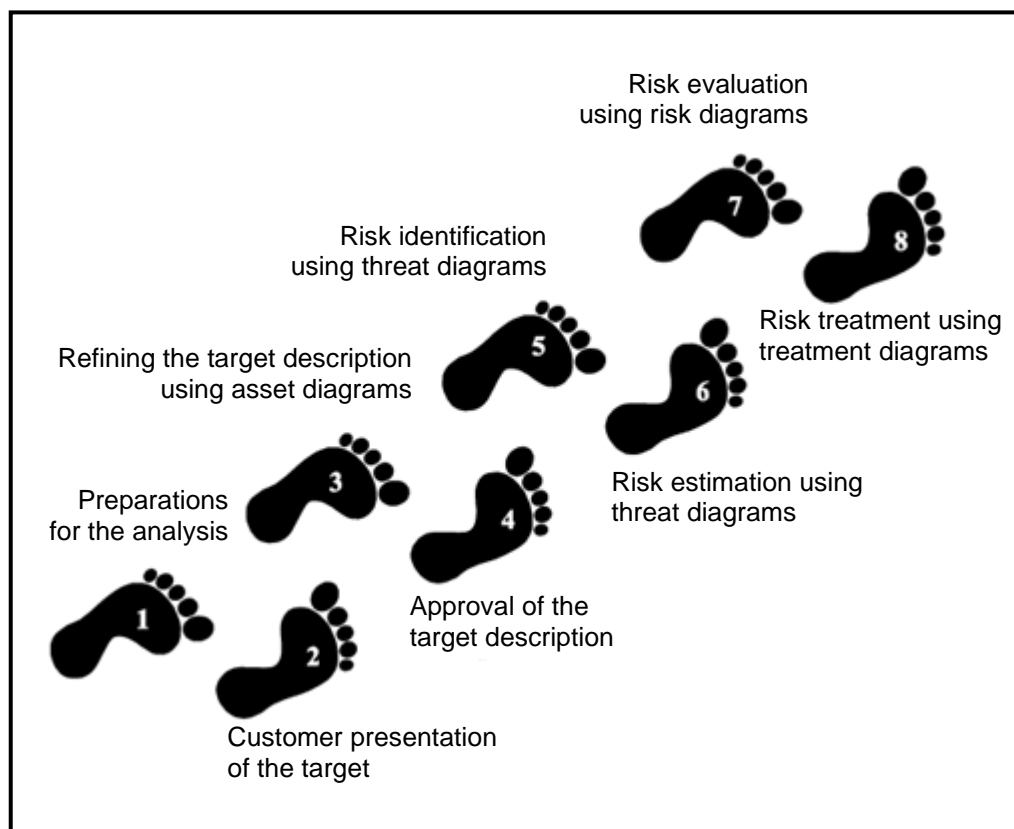 Risk evaluation
using risk diagrams
7
8
Risk identification
using threat diagrams
Risk treatment using
treatment diagrams
5
6
Refining the target description
using asset diagrams
Risk estimation using
threat diagrams
3
4
Preparations
for the analysis
Approval of the
target description
1
2
Customer presentation
of the target